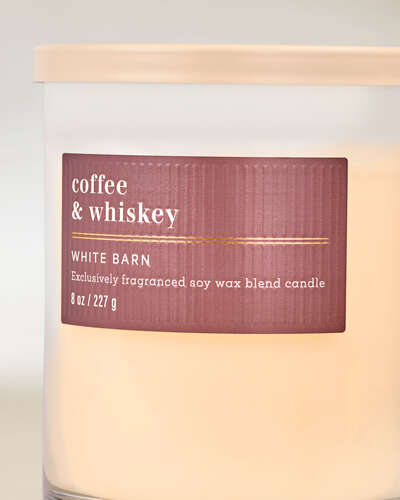 coffee
& whiskey
WHITE BARN
Exclusively fragranced soy wax blend candle
8 oz / 227 g